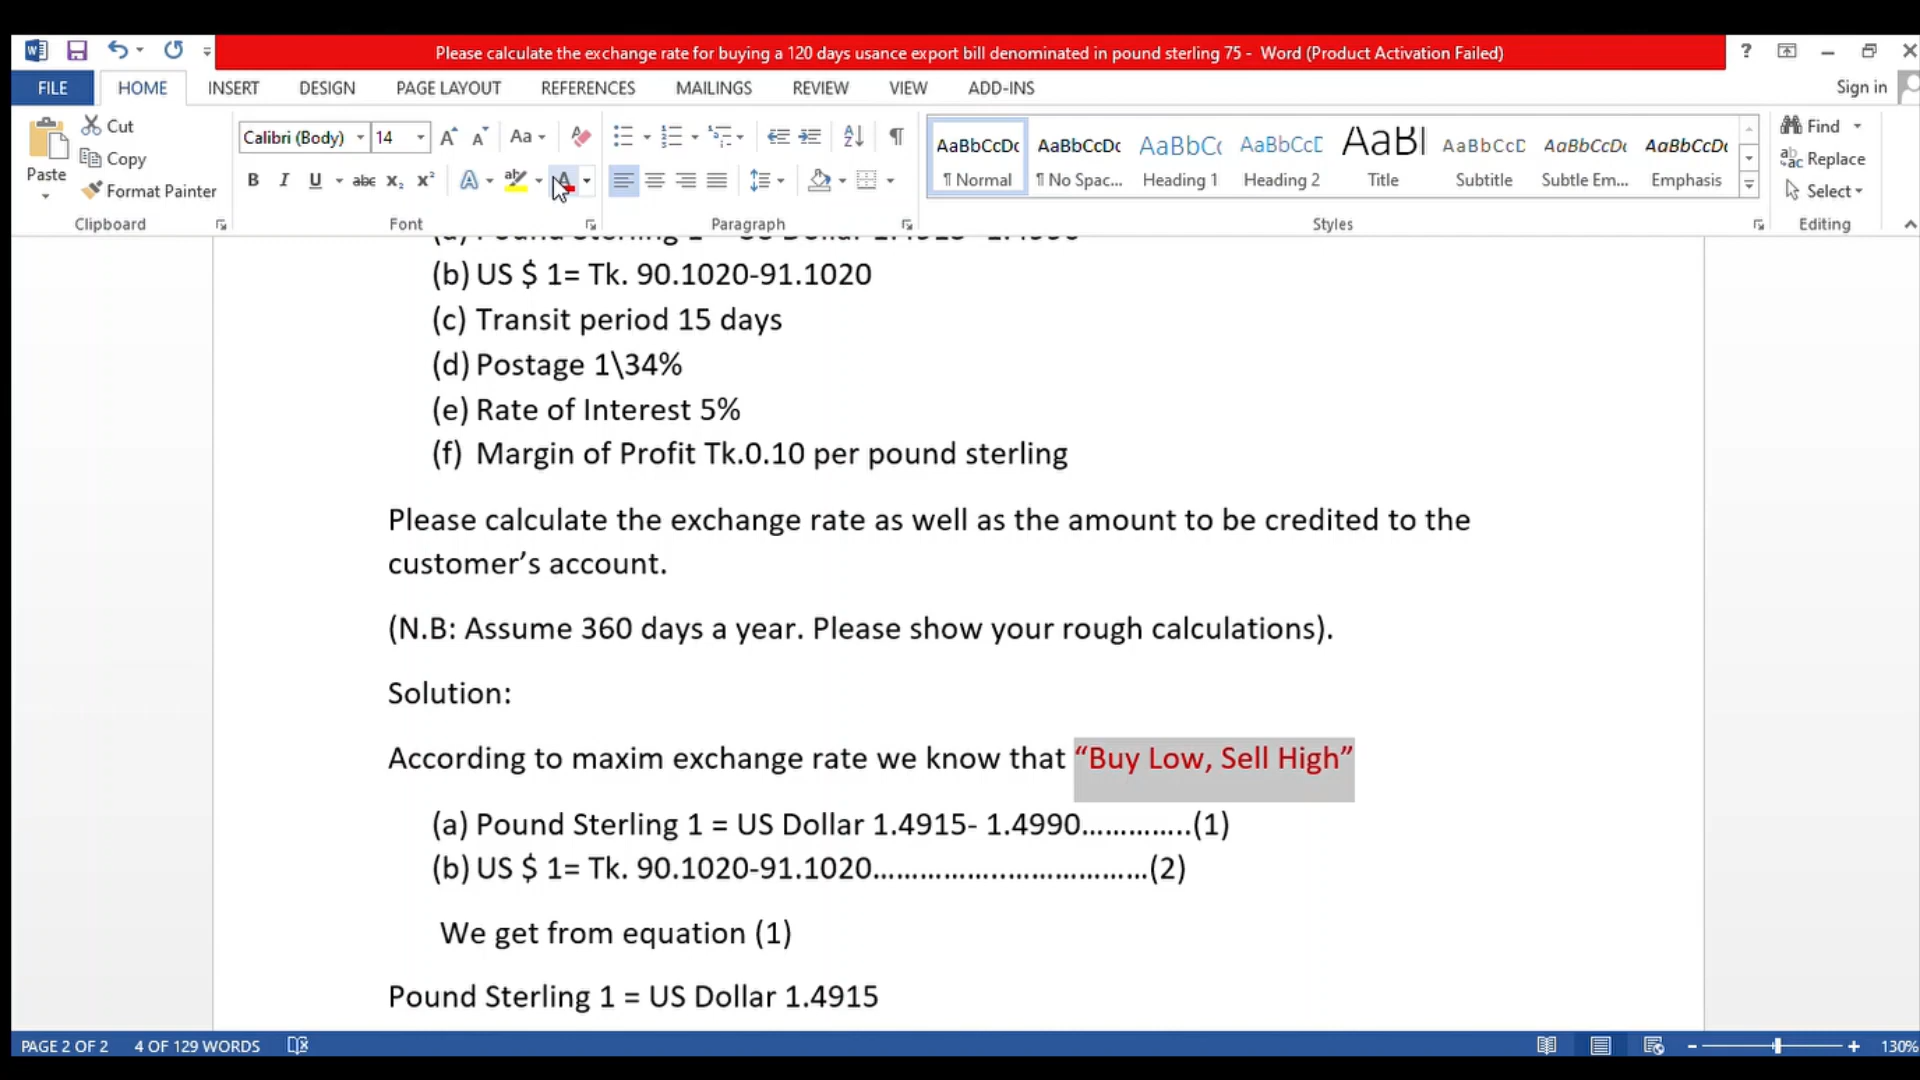 Please calculate the exchange rate for buying a 120 days usance export bill denominated in pound sterling 75 - Word (Product Activation Failed)
?
FILE HOME INSERT DESIGN PAGE LAYOUT REFERENCES MAILINGS REVIEW VIEW ADD-INS Sign in
Paste
Cut
Copy
Format Painter
Clipboard
Calibri (Body) 14 Aa
B I U abc X₂ X² A aby A
Font
Paragraph
AaBbCcDc AaBbCcDc AaBbCc AaBbCcD AaBl AaBbCcD AaBbCcDc AaBbCcDc
¶ Normal ¶ No Spac... Heading 1 Heading 2 Title Subtitle Subtle Em... Emphasis
Styles
Find
Replace
Select
Editing
(b) US $ 1= Tk. 90.1020-91.1020
(c) Transit period 15 days
(d) Postage 1\34%
(e) Rate of Interest 5%
(f) Margin of Profit Tk.0.10 per pound sterling
Please calculate the exchange rate as well as the amount to be credited to the
customer’s account.
(N.B: Assume 360 days a year. Please show your rough calculations).
Solution:
According to maxim exchange rate we know that “Buy Low, Sell High”
(a) Pound Sterling 1 = US Dollar 1.4915- 1.4990…………..(1)
(b) US $ 1= Tk. 90.1020-91.1020……………..………………(2)
We get from equation (1)
Pound Sterling 1 = US Dollar 1.4915
PAGE 2 OF 2 4 OF 129 WORDS 130%